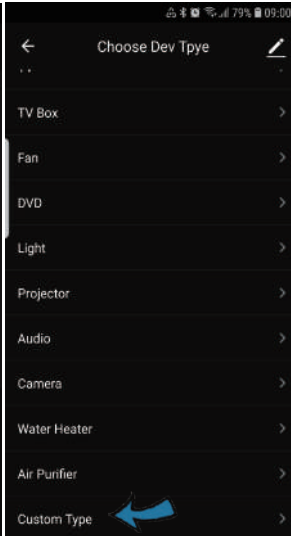 79% 09:00
Choose Dev Tpye
TV Box
Fan
DVD
Light
Projector
Audio
Camera
Water Heater
Air Purifier
Custom Type